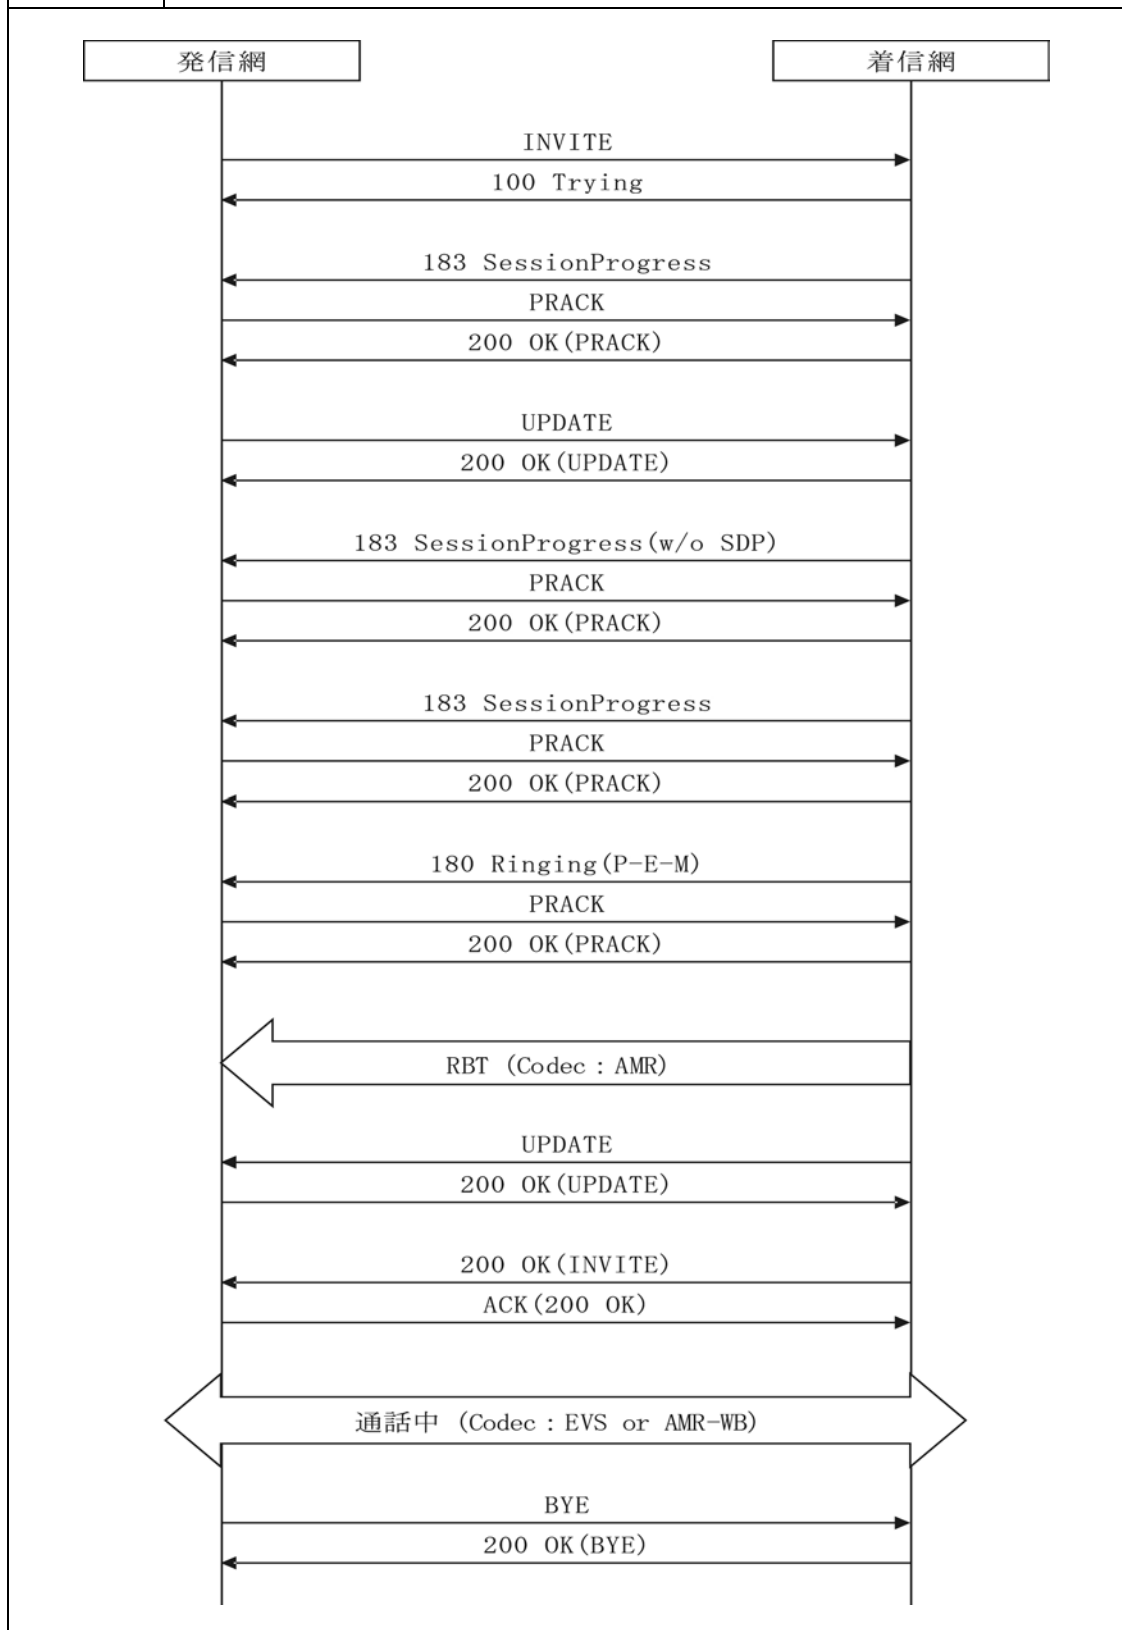 発信網
着信網
INVITE
100 Trying
183 SessionProgress
PRACK
200 OK(PRACK)
UPDATE
200 OK(UPDATE)
183 SessionProgress(w/o SDP)
PRACK
200 OK(PRACK)
183 SessionProgress
PRACK
200 OK(PRACK)
180 Ringing(P-E-M)
PRACK
200 OK(PRACK)
RBT (Codec：AMR)
UPDATE
200 OK(UPDATE)
200 OK(INVITE)
ACK(200 OK)
通話中 (Codec：EVS or AMR-WB)
BYE
200 OK(BYE)